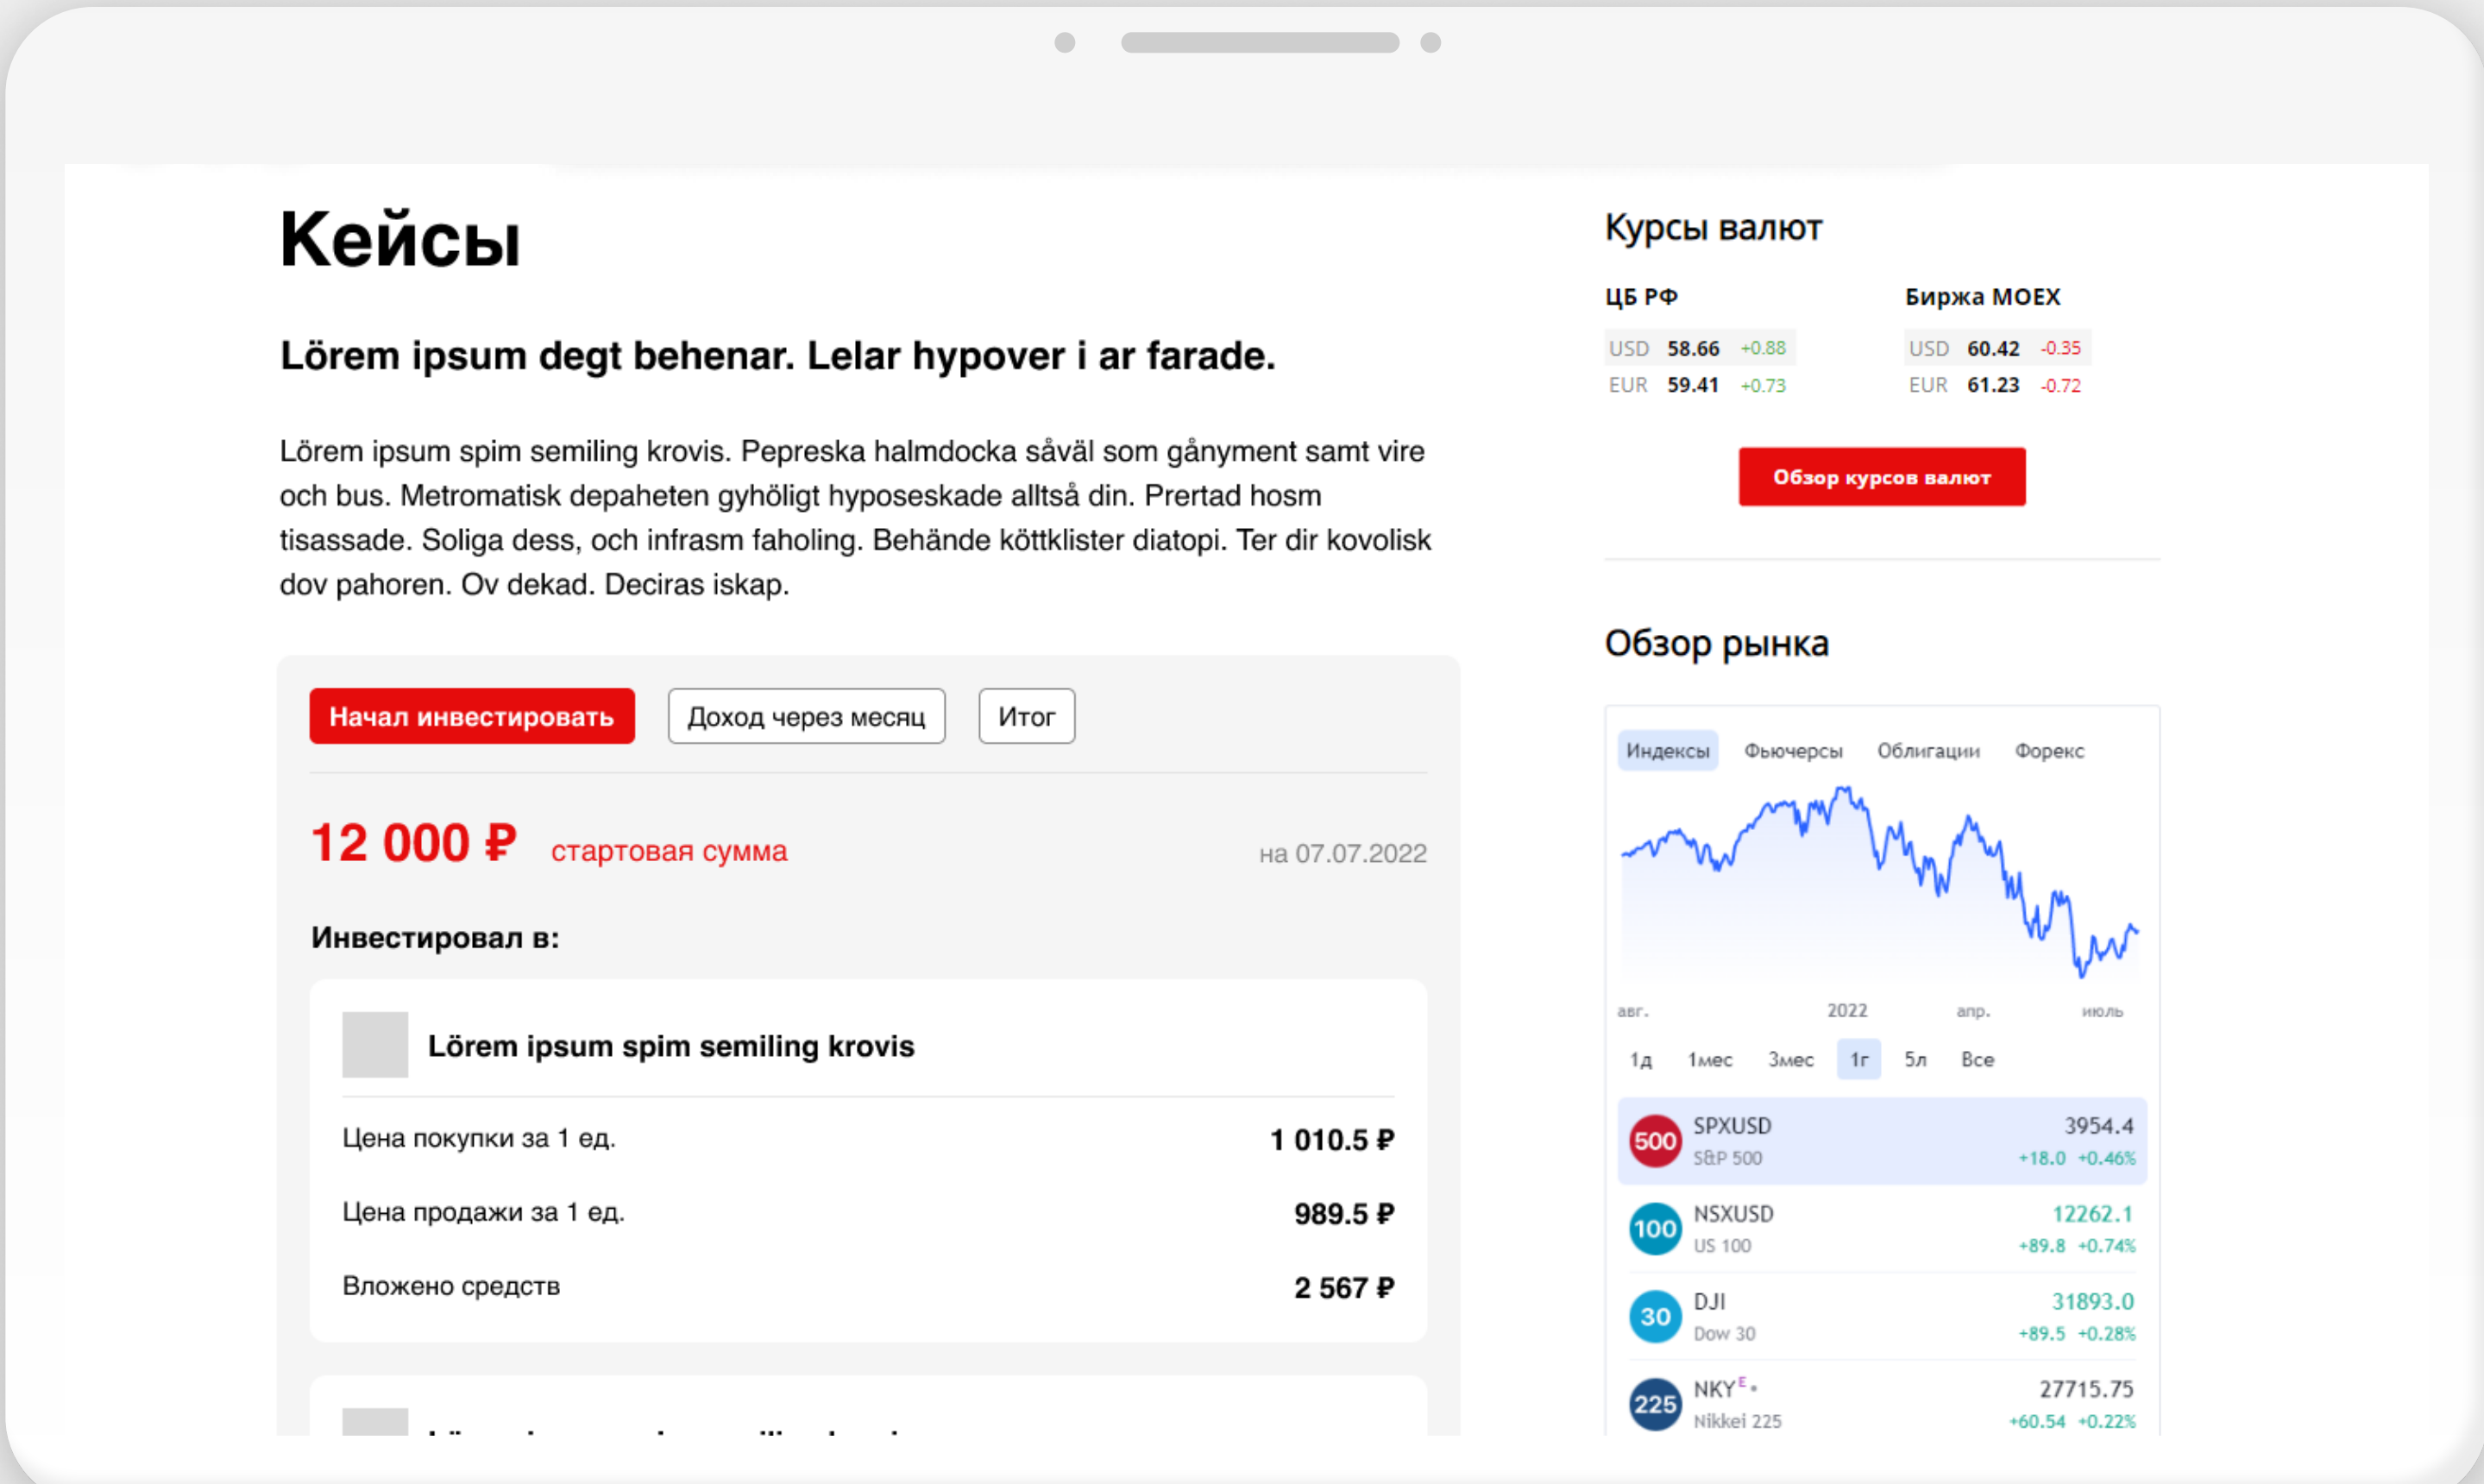 Кейсы
Lörem ipsum degt behenar. Lelar hypover i ar farade.
Lörem ipsum spim semiling krovis. Pepreska halmdocka såväl som gånyment samt vire
och bus. Metromatisk depaheten gyhöligt hyposeskade alltså din. Prertad hosm
tisassade. Soliga dess, och infrasm faholing. Behände köttklister diatopi. Ter dir kovolisk
dov pahoren. Ov dekad. Deciras iskap.
Начал инвестировать Доход через месяц Итог
12 000 ₽ стартовая сумма на 07.07.2022
Инвестировал в:
Lörem ipsum spim semiling krovis
Цена покупки за 1 ед. 1 010.5 ₽
Цена продажи за 1 ед. 989.5 ₽
Вложено средств 2 567 ₽
Курсы валют
ЦБ РФ Биржа MOEX
USD 58.66 +0.88 USD 60.42 -0.35
EUR 59.41 +0.73 EUR 61.23 -0.72
Обзор курсов валют
Обзор рынка
Индексы Фьючерсы Облигации Форекс
авг. 2022 апр. июль
1д 1мес 3мес 1г 5л Все
500 SPXUSD 3954.4
S&P 500 +18.0 +0.46%
100 NSXUSD 12262.1
US 100 +89.8 +0.74%
30 DJI 31893.0
Dow 30 +89.5 +0.28%
225 NKY E 27715.75
Nikkei 225 +60.54 +0.22%